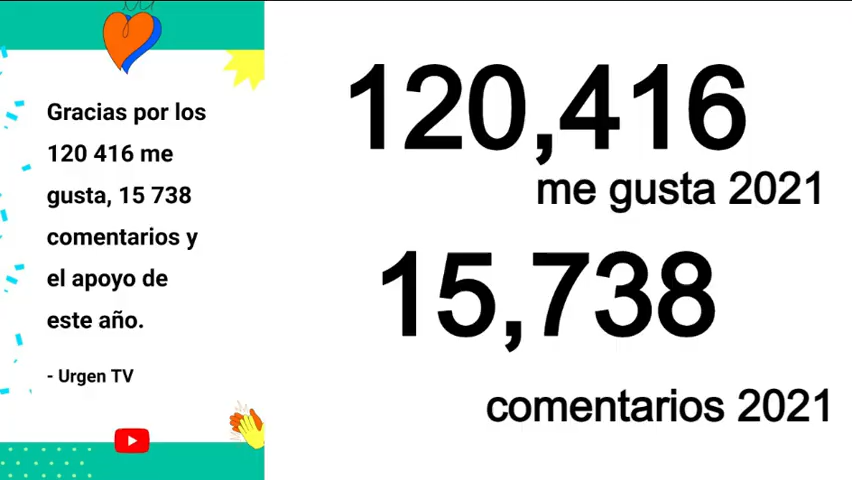 Gracias por los
120 416 me
gusta, 15 738
comentarios y
el apoyo de
este año.
- Urgen TV
120,416
me gusta 2021
15,738
comentarios 2021